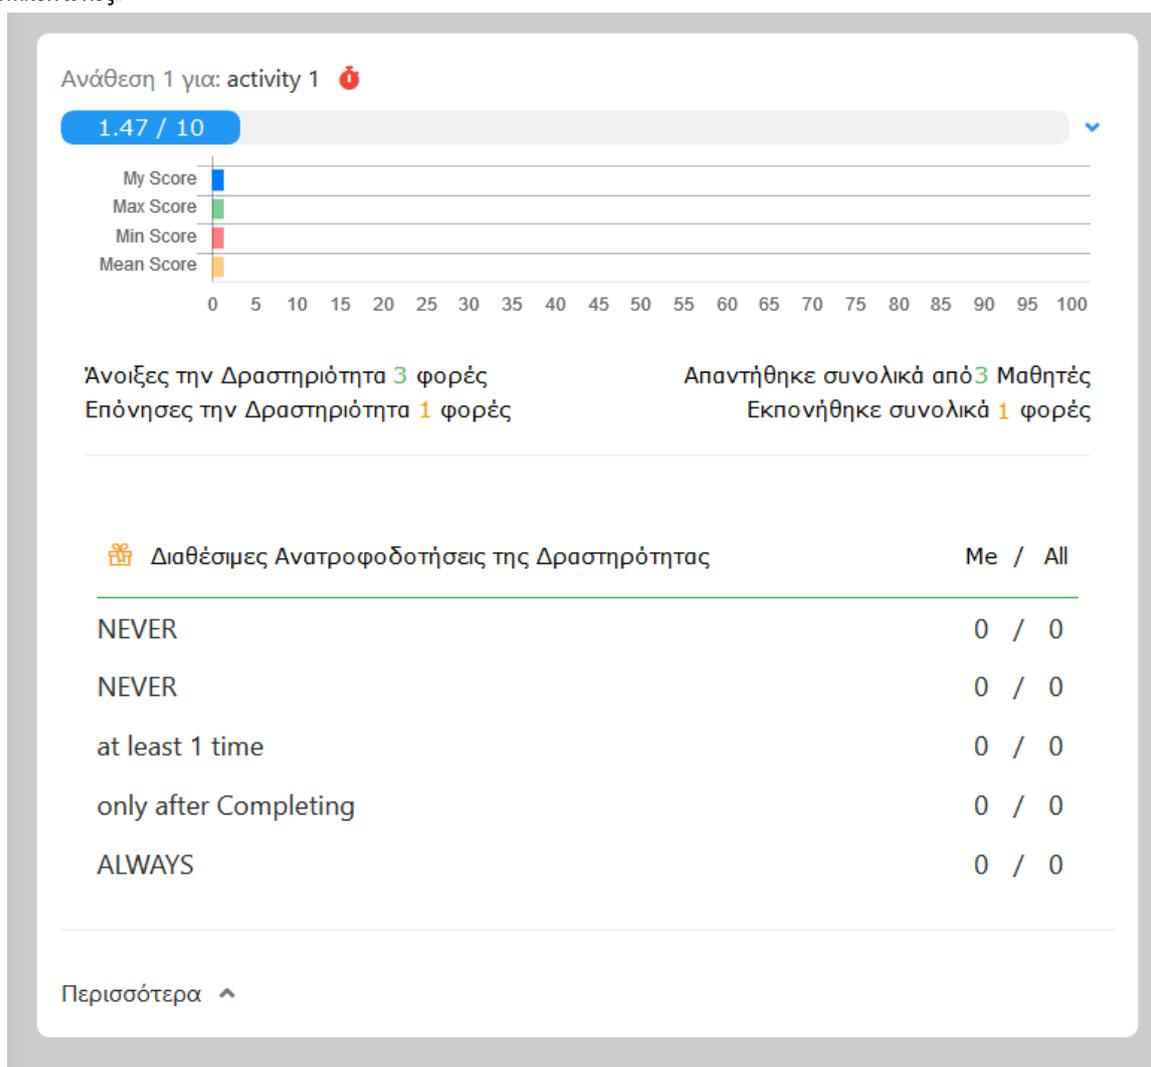 Ανάθεση 1 για: activity 1
1.47 / 10
My Score
Max Score
Min Score
Mean Score
0 5 10 15 20 25 30 35 40 45 50 55 60 65 70 75 80 85 90 95 100
Άνοιξες την Δραστηριότητα 3 φορές
Απαντήθηκε συνολικά από3 Μαθητές
Επόνησες την Δραστηριότητα 1 φορές
Εκπονήθηκε συνολικά 1 φορές
Διαθέσιμες Ανατροφοδοτήσεις της Δραστηρότητας Me / All
NEVER 0 / 0
NEVER 0 / 0
at least 1 time 0 / 0
only after Completing 0 / 0
ALWAYS 0 / 0
Περισσότερα